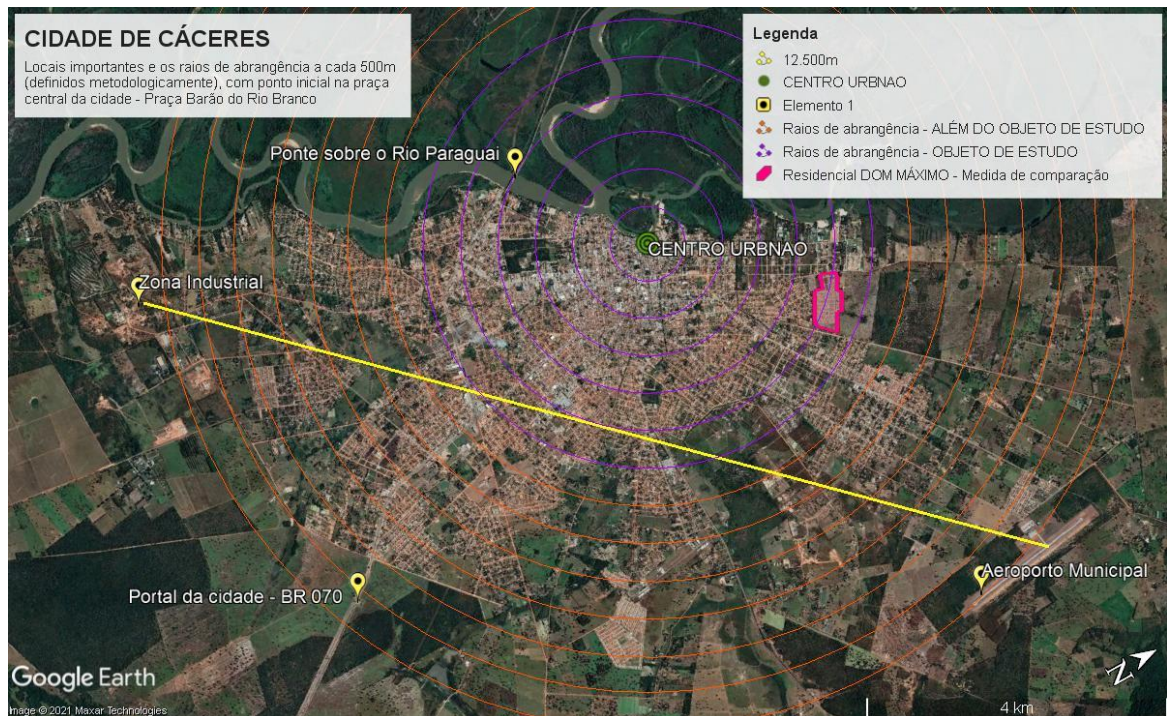 CIDADE DE CÁCERES
Locais importantes e os raios de abrangência a cada 500m
(definidos metodologicamente), com ponto inicial na praça
central da cidade - Praça Barão do Rio Branco
Legenda
12.500m
CENTRO URBNAO
Elemento 1
Raios de abrangência - ALÉM DO OBJETO DE ESTUDO
Raios de abrangência - OBJETO DE ESTUDO
Residencial DOM MÁXIMO - Medida de comparação
Ponte sobre o Rio Paraguai
CENTRO URBNAO
Zona Industrial
Aeroporto Municipal
Portal da cidade - BR 070
Google Earth
Image © 2021 Maxar Technologies
4 km
N